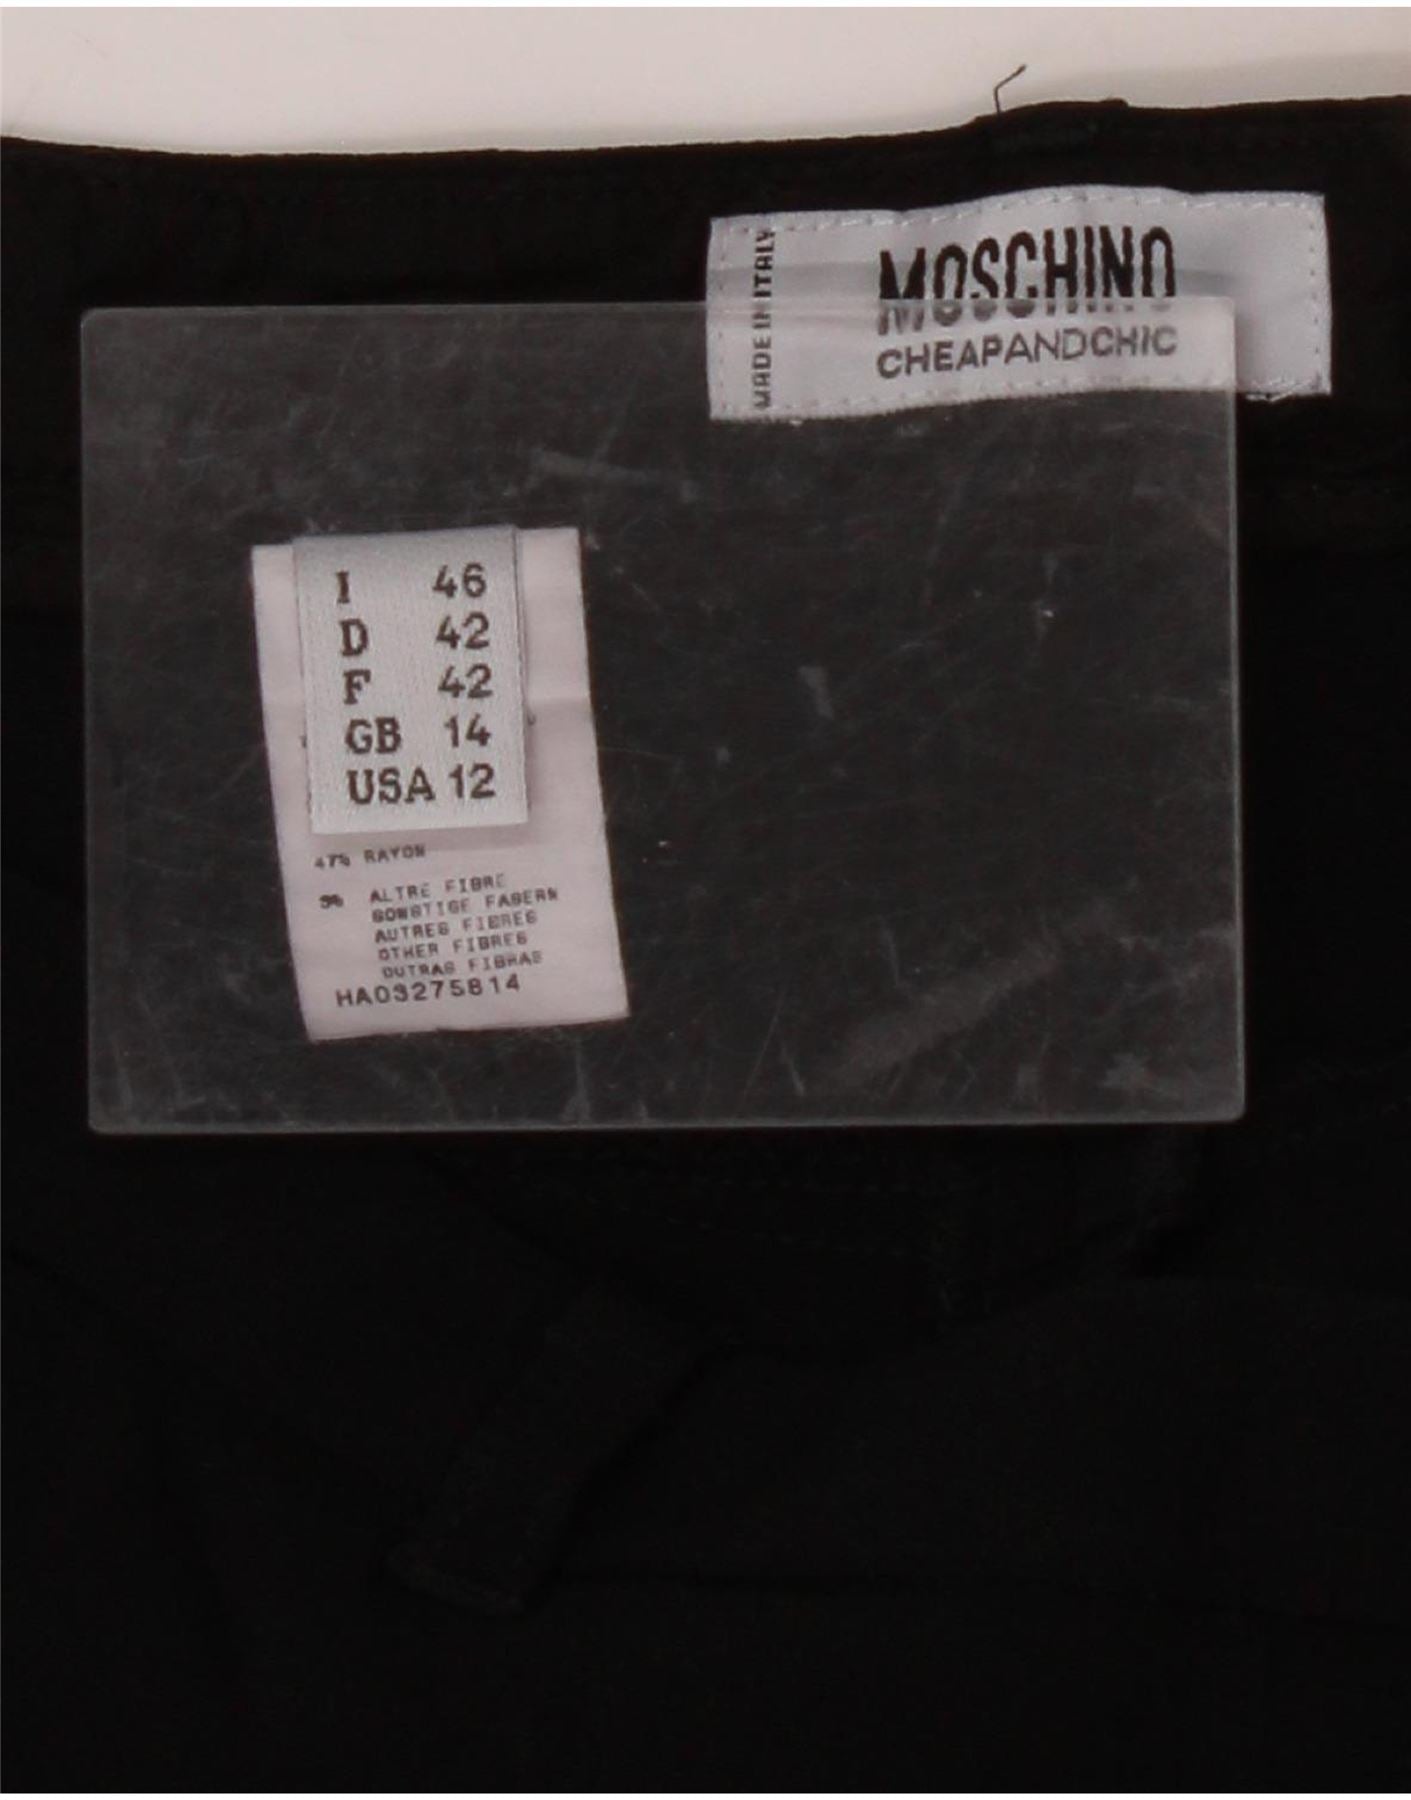 MADE IN ITALY
MOSCHINO
CHEAPANDCHIC
I 46
D 42
F 42
GB 14
USA 12
47% RAYON
3% ALTRE FIBRE
SONSTIGE FASERN
AUTRES FIBRES
OTHER FIBRES
OUTRAS FIBRAS
HA03275814